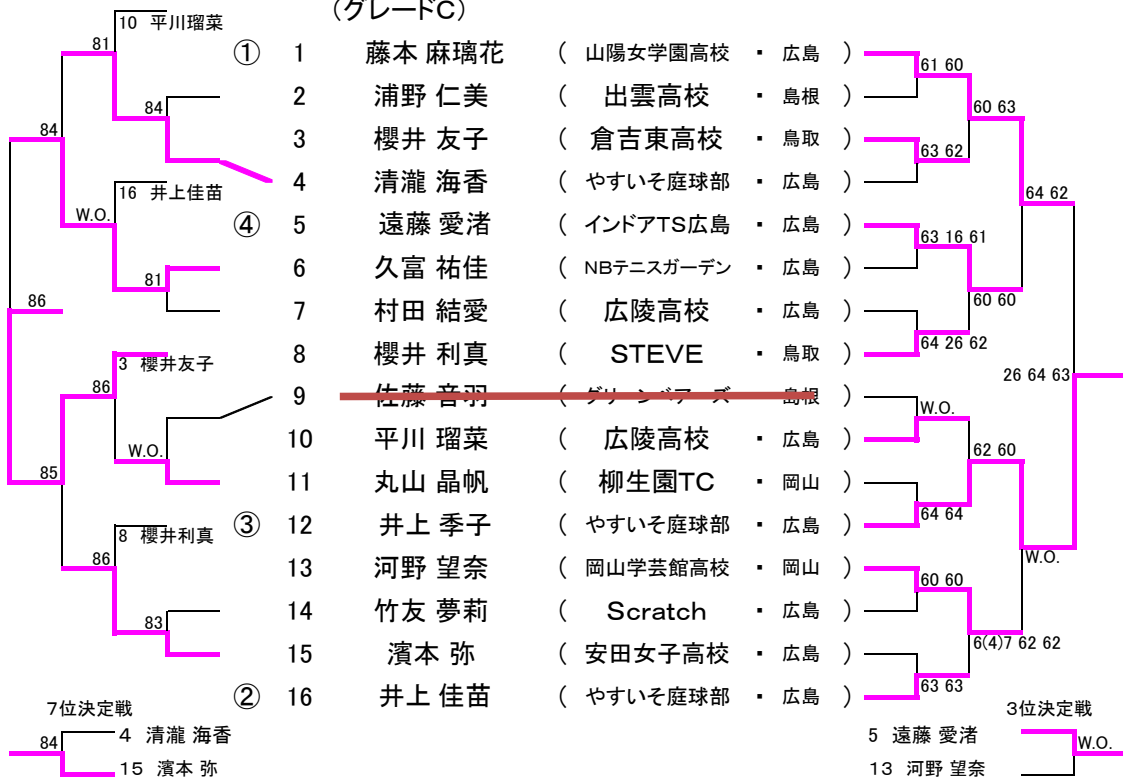 (グレードC)
10 平川瑠菜
81
① 1 藤本 麻璃花 ( 山陽女学園高校 ・ 広島 )
61 60
2 浦野 仁美 ( 出雲高校 ・ 島根 )
84
60 63
3 櫻井 友子 ( 倉吉東高校 ・ 鳥取 )
84
63 62
4 清瀧 海香 ( やすいそ庭球部 ・ 広島 )
16 井上佳苗
64 62
W.O.
④ 5 遠藤 愛渚 ( インドアTS広島 ・ 広島 )
63 16 61
6 久富 祐佳 ( NBテニスガーデン ・ 広島 )
81
86
60 60
7 村田 結愛 ( 広陵高校 ・ 広島 )
64 26 62
8 櫻井 利真 ( STEVE ・ 鳥取 )
3 櫻井友子
26 64 63
86
9 佐藤 音羽 ( グリーンベアーズ ・ 島根 )
W.O.
10 平川 瑠菜 ( 広陵高校 ・ 広島 )
W.O.
62 60
85
11 丸山 晶帆 ( 柳生園TC ・ 岡山 )
64 64
③ 12 井上 季子 ( やすいそ庭球部 ・ 広島 )
8 櫻井利真
86
W.O.
13 河野 望奈 ( 岡山学芸館高校 ・ 岡山 )
60 60
14 竹友 夢莉 ( Scratch ・ 広島 )
83
6(4)7 62 62
15 濱本 弥 ( 安田女子高校 ・ 広島 )
63 63
② 16 井上 佳苗 ( やすいそ庭球部 ・ 広島 )
7位決定戦
4 清瀧 海香
84
15 濱本 弥
3位決定戦
5 遠藤 愛渚
W.O.
13 河野 望奈